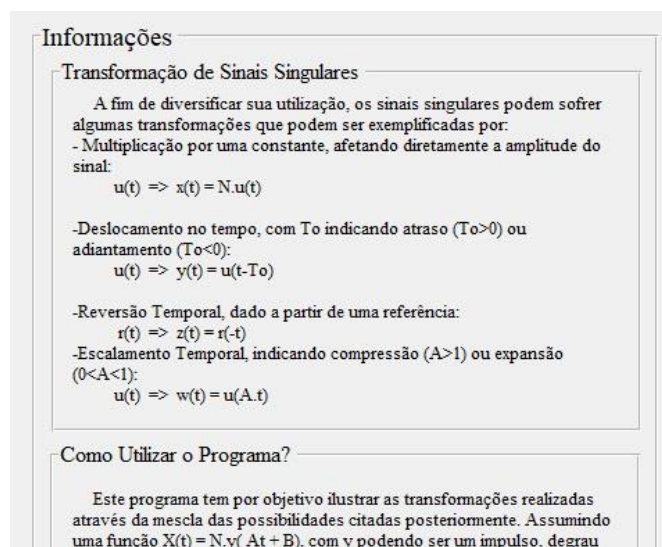 Informações
Transformação de Sinais Singulares
A fim de diversificar sua utilização, os sinais singulares podem sofrer
algumas transformações que podem ser exemplificadas por:
- Multiplicação por uma constante, afetando diretamente a amplitude do
sinal:
u(t) => x(t) = N.u(t)
-Deslocamento no tempo, com To indicando atraso (To>0) ou
adiantamento (To<0):
u(t) => y(t) = u(t-To)
-Reversão Temporal, dado a partir de uma referência:
r(t) => z(t) = r(-t)
-Escalamento Temporal, indicando compressão (A>1) ou expansão
(0<A<1):
u(t) => w(t) = u(A.t)
Como Utilizar o Programa?
Este programa tem por objetivo ilustrar as transformações realizadas
através da mescla das possibilidades citadas posteriormente. Assumindo
uma função X(t) = N.y( At + B), com y podendo ser um impulso, degrau